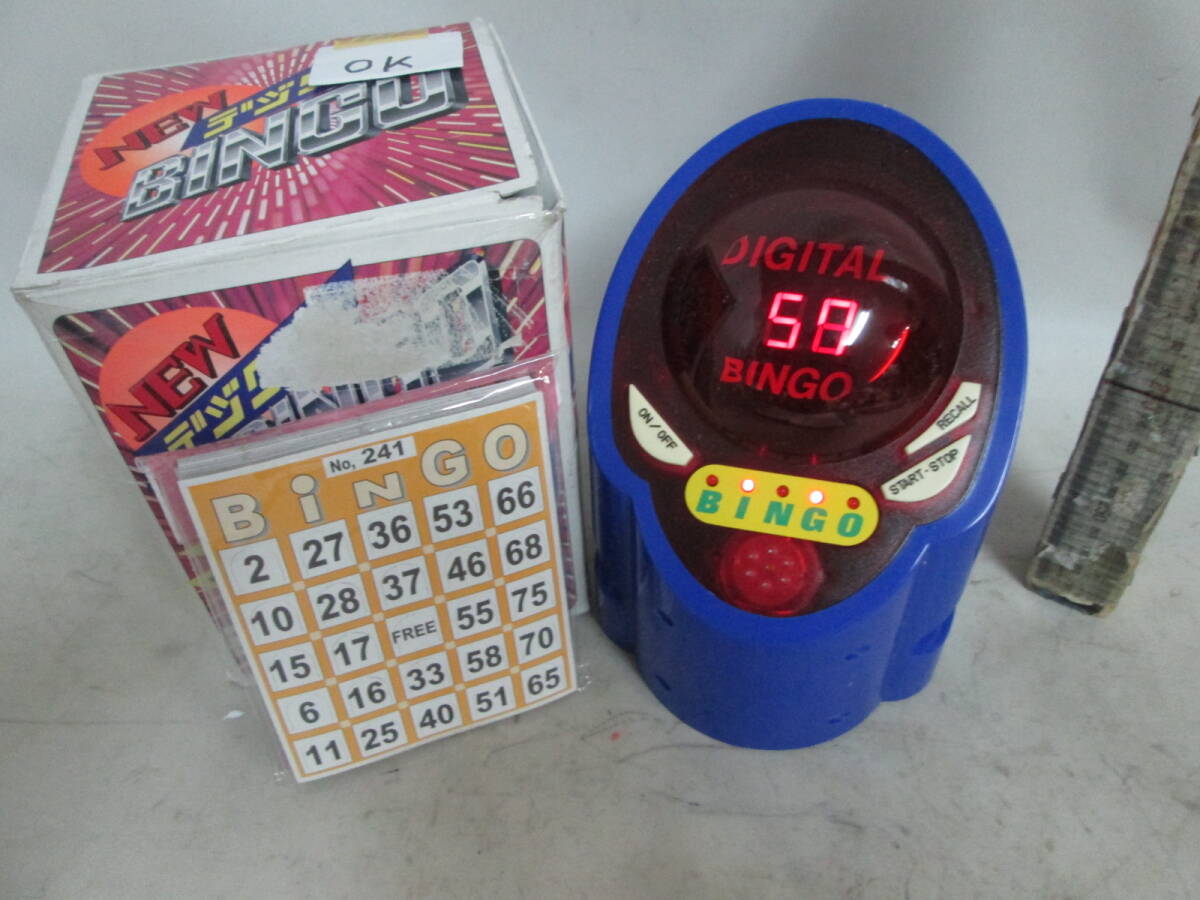 OK
NEW
デジ
BINGO
NEW
デジ
No, 241
BiNGO
2 27 36 53 66
10 28 37 46 68
15 17 FREE 55 75
6 16 33 58 70
11 25 40 51 65
DIGITAL
58
BINGO
ON/OFF
RECALL
START-STOP
BINGO